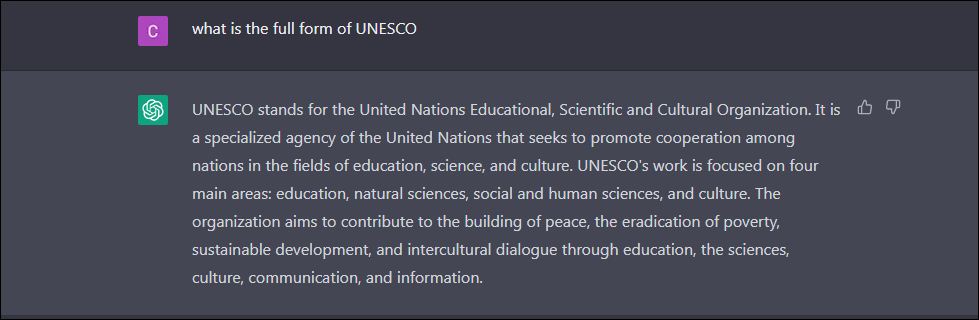 C
what is the full form of UNESCO
UNESCO stands for the United Nations Educational, Scientific and Cultural Organization. It is
a specialized agency of the United Nations that seeks to promote cooperation among
nations in the fields of education, science, and culture. UNESCO's work is focused on four
main areas: education, natural sciences, social and human sciences, and culture. The
organization aims to contribute to the building of peace, the eradication of poverty,
sustainable development, and intercultural dialogue through education, the sciences,
culture, communication, and information.